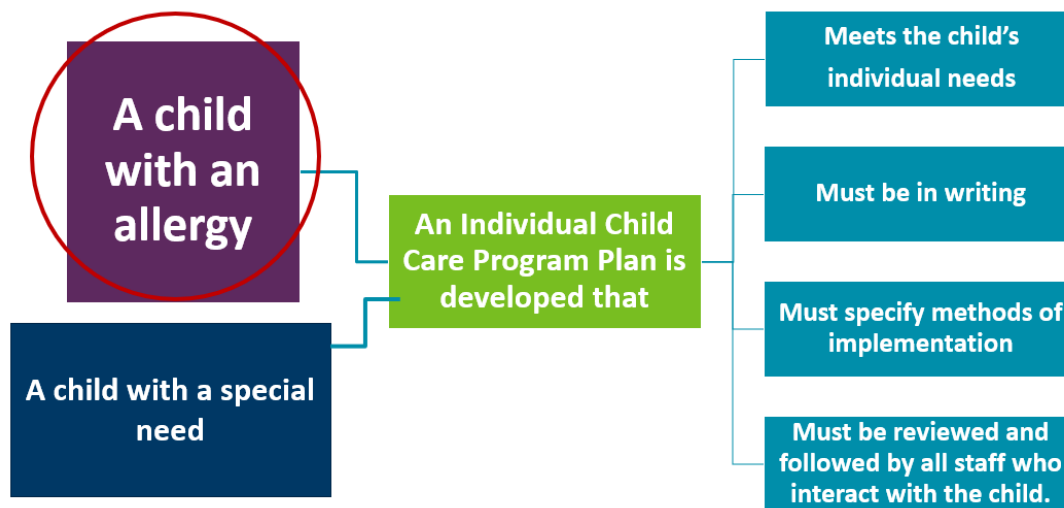 A child
with an
allergy
A child with a special
need
An Individual Child
Care Program Plan is
developed that
Meets the child’s
individual needs
Must be in writing
Must specify methods of
implementation
Must be reviewed and
followed by all staff who
interact with the child.